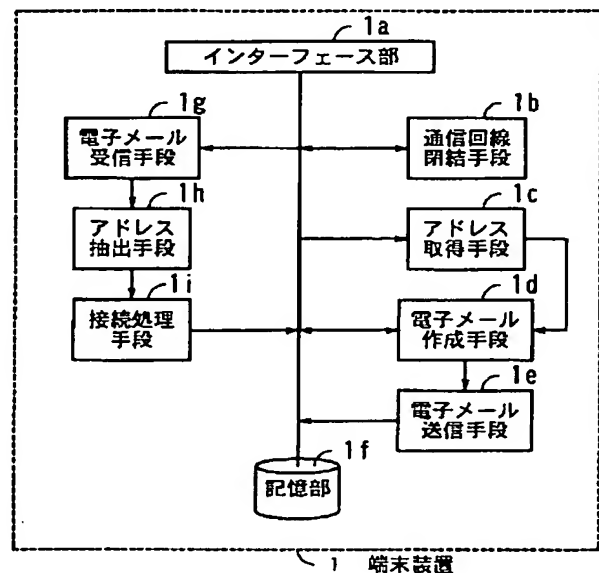 1a
インターフェース部
1g
電子メール
受信手段
1b
通信回線
閉結手段
1h
アドレス
抽出手段
1c
アドレス
取得手段
1i
接続処理
手段
1d
電子メール
作成手段
1e
電子メール
送信手段
1f
記憶部
1 端末装置